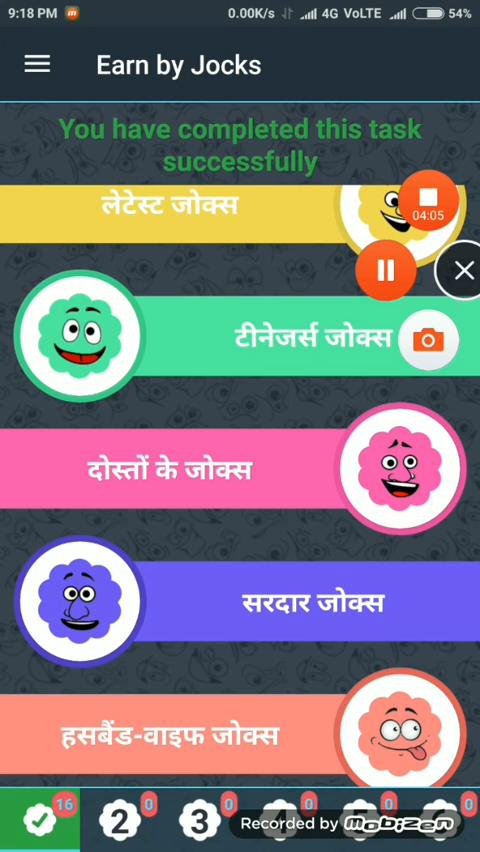 9:18 PM m 0.00K/s 4G VoLTE 54%
Earn by Jocks
You have completed this task
successfully
लेटेस्ट जोक्स
04:05
टीनेजर्स जोक्स
दोस्तों के जोक्स
सरदार जोक्स
हसबैंड-वाइफ जोक्स
16 0 0 0 0 0
2 3
Recorded by mobizen